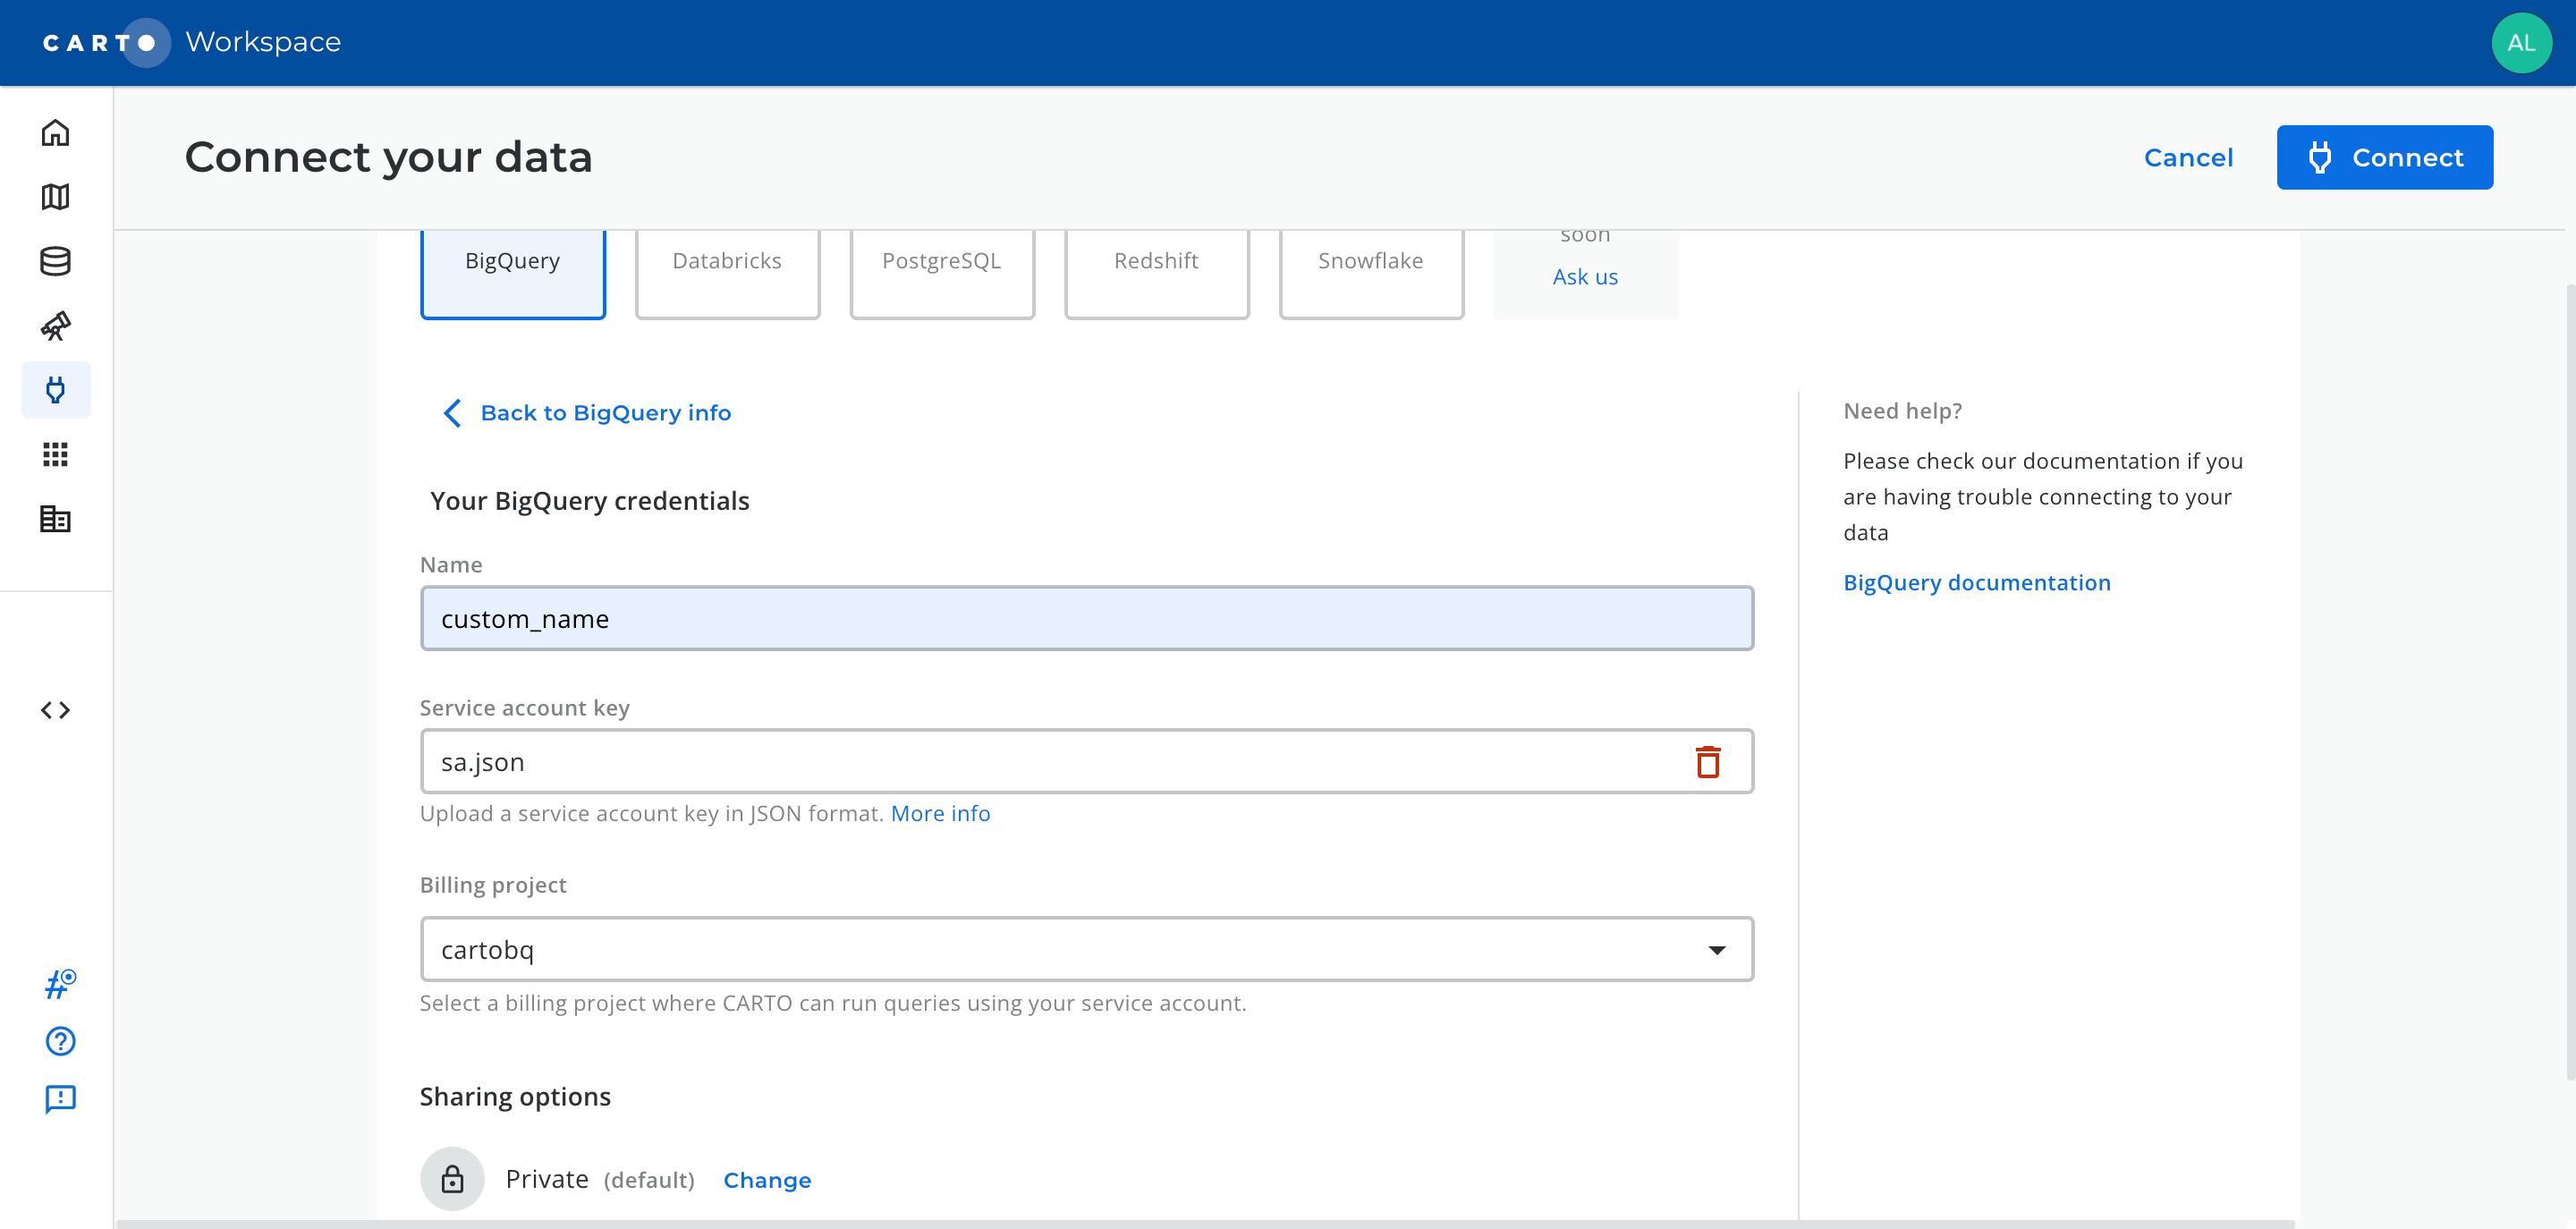 CARTO Workspace
AL
Connect your data
Cancel
Connect
BigQuery
Databricks
PostgreSQL
Redshift
Snowflake
soon
Ask us
Back to BigQuery info
Your BigQuery credentials
Name
custom_name
Service account key
sa.json
Upload a service account key in JSON format. More info
Billing project
cartobq
Select a billing project where CARTO can run queries using your service account.
Sharing options
Private (default) Change
Need help?
Please check our documentation if you
are having trouble connecting to your
data
BigQuery documentation